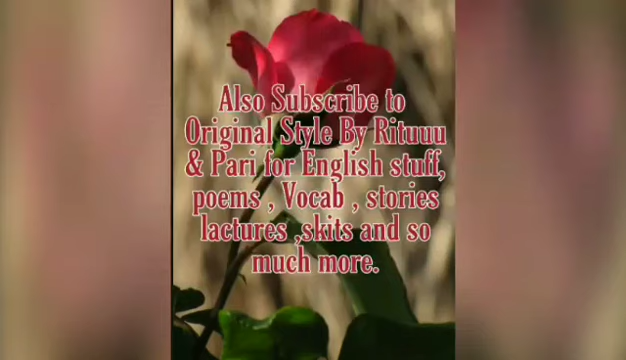 Also Subscribe to
Original Style By Rituuu
& Pari for English stuff,
poems , Vocab , stories
lactures ,skits and so
much more.